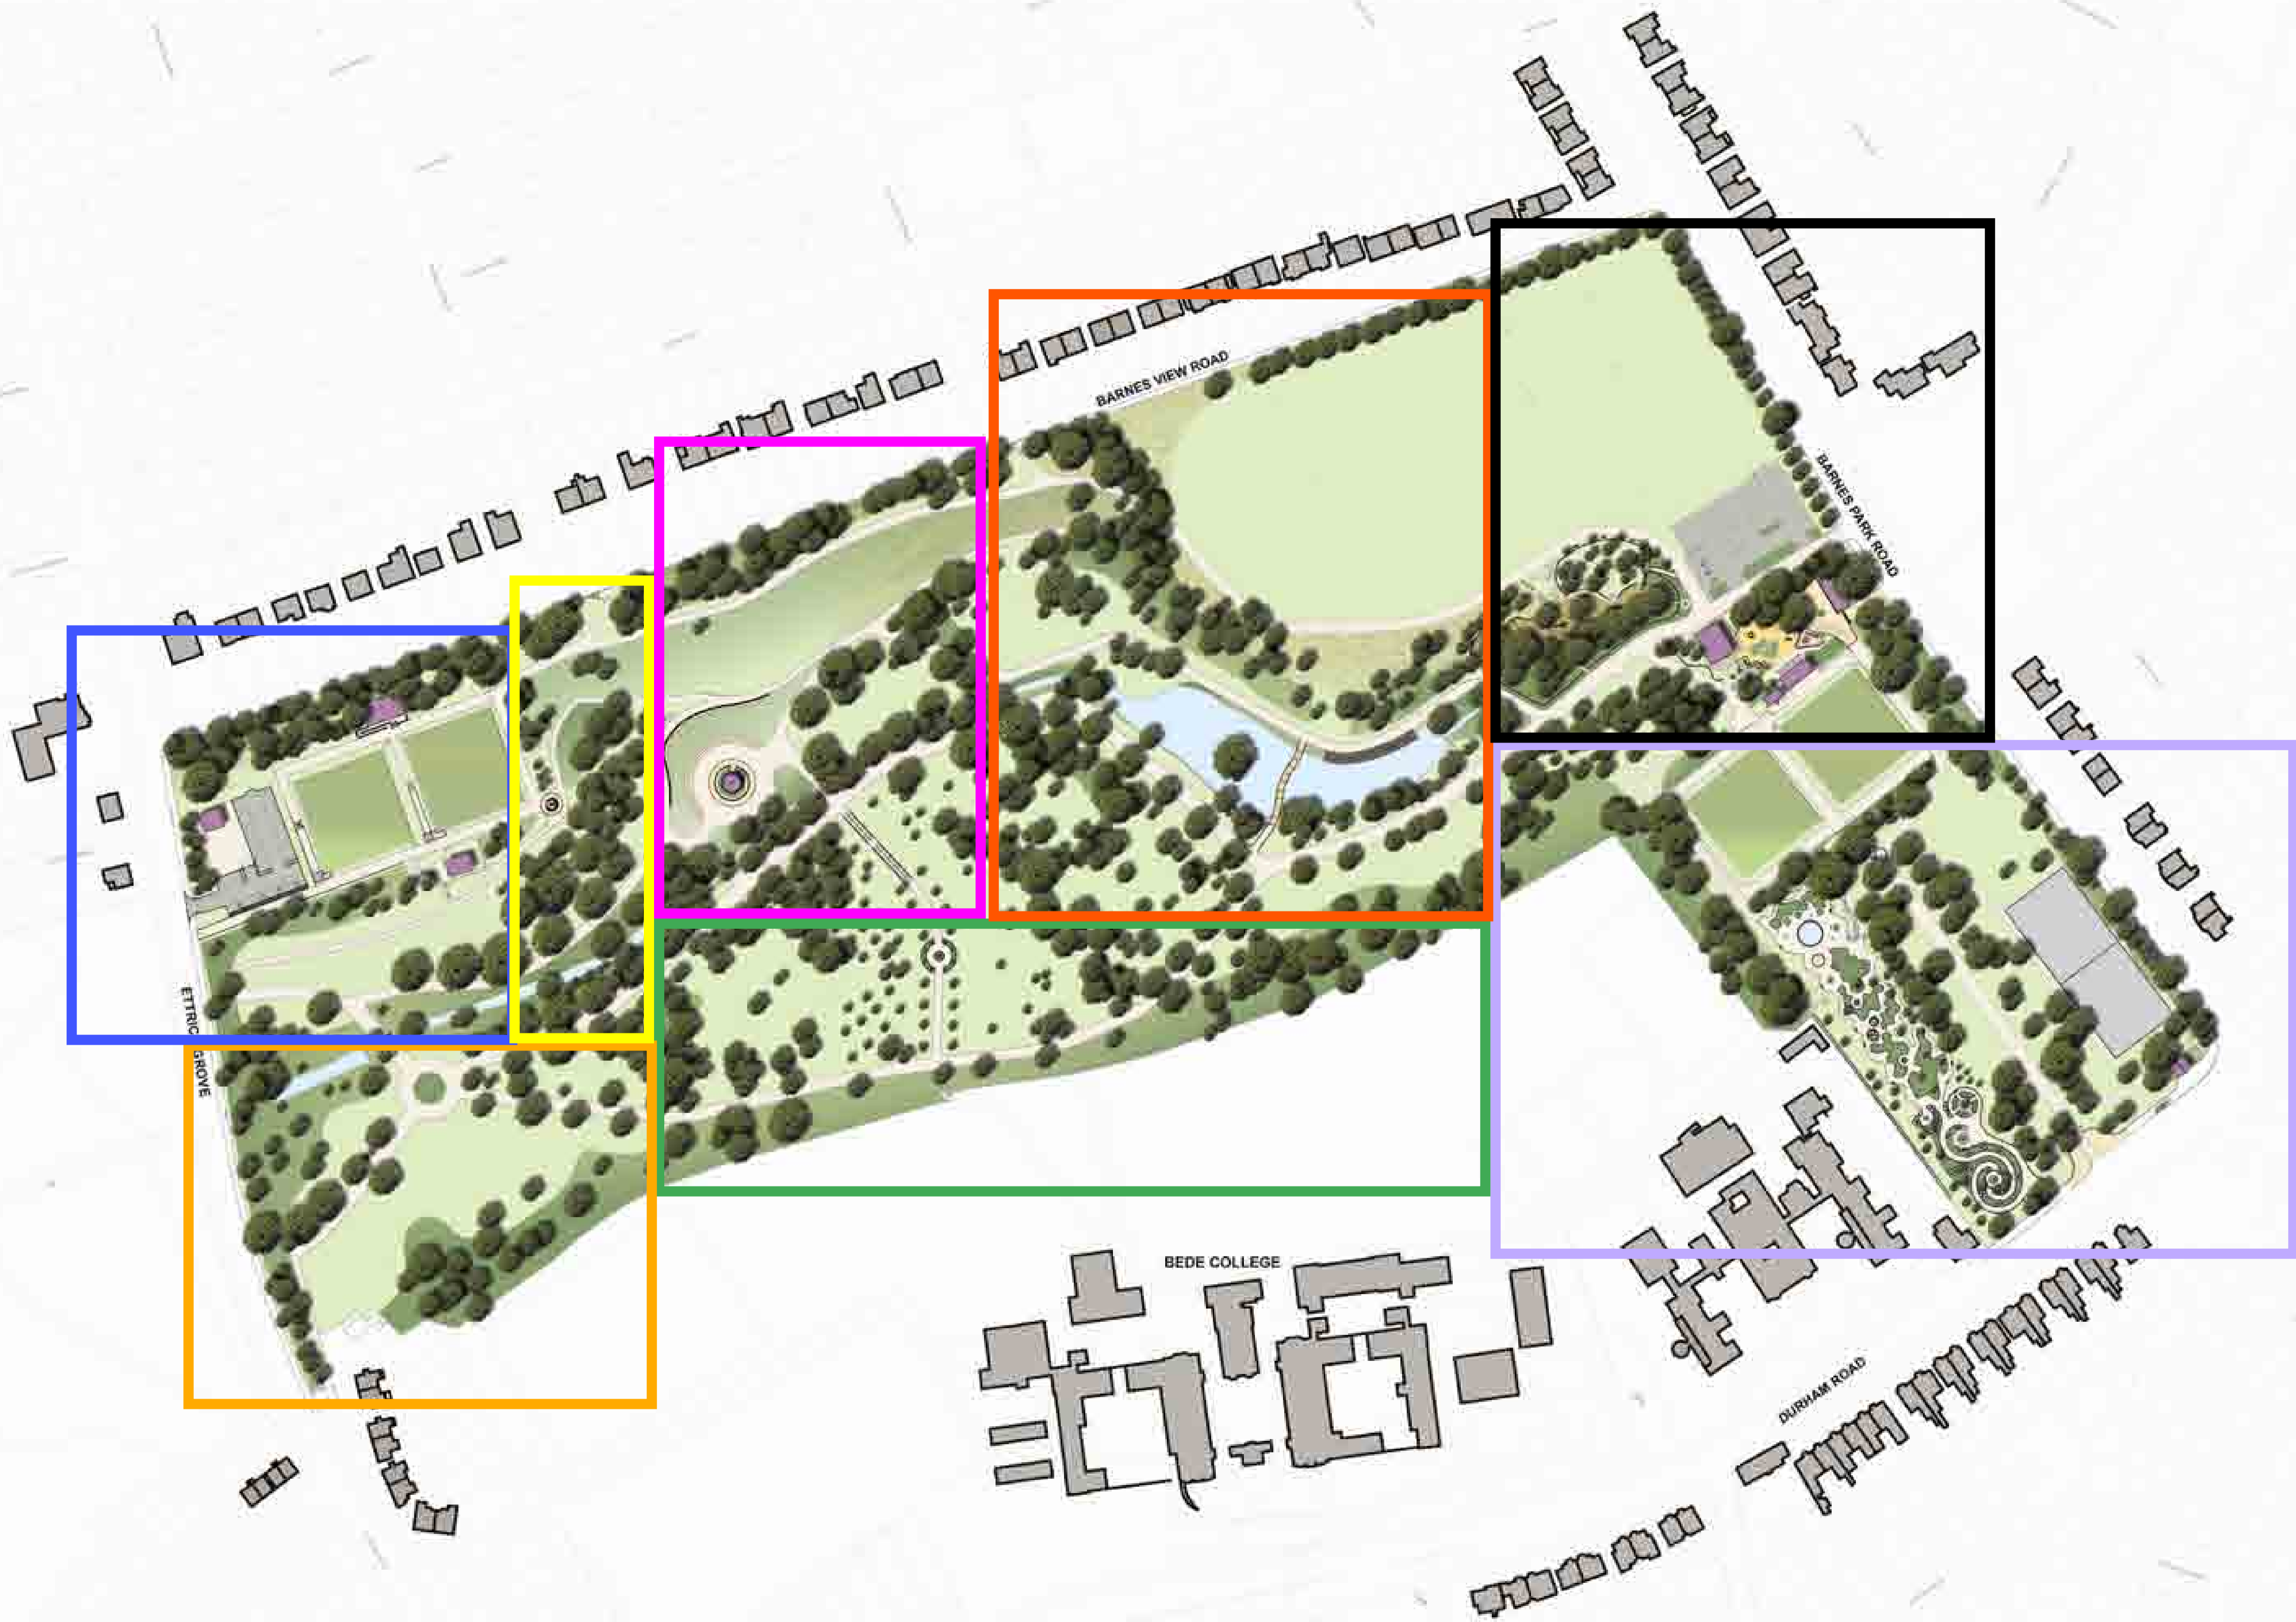 BARNES VIEW ROAD
BARNES PARK ROAD
GROVE
BEDE COLLEGE
DURHAM ROAD